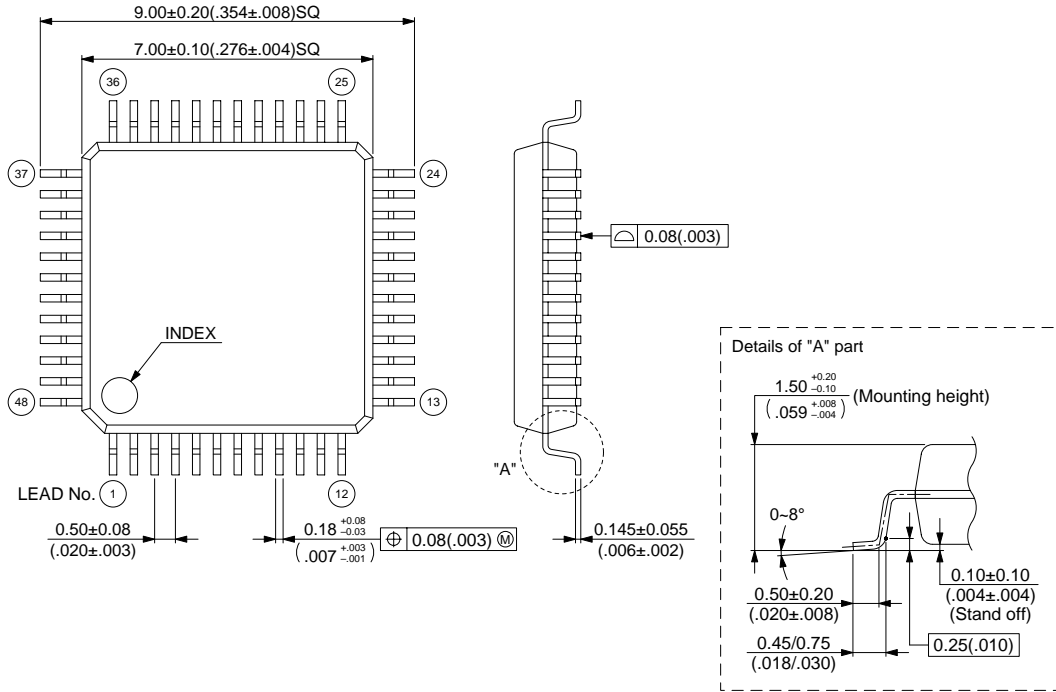 9.00±0.20(.354±.008)SQ
7.00±0.10(.276±.004)SQ
36
25
37
24
0.08(.003)
INDEX
48
13
"A"
LEAD No.
1
12
0.50±0.08
(.020±.003)
0.18 +0.08 –0.03
(.007 +.003 –.001)
⌖ 0.08(.003) Ⓜ
0.145±0.055
(.006±.002)
Details of "A" part
1.50 +0.20 –0.10 (Mounting height)
(.059 +.008 –.004)
0~8°
0.50±0.20
(.020±.008)
0.10±0.10
(.004±.004)
(Stand off)
0.45/0.75
(.018/.030)
0.25(.010)